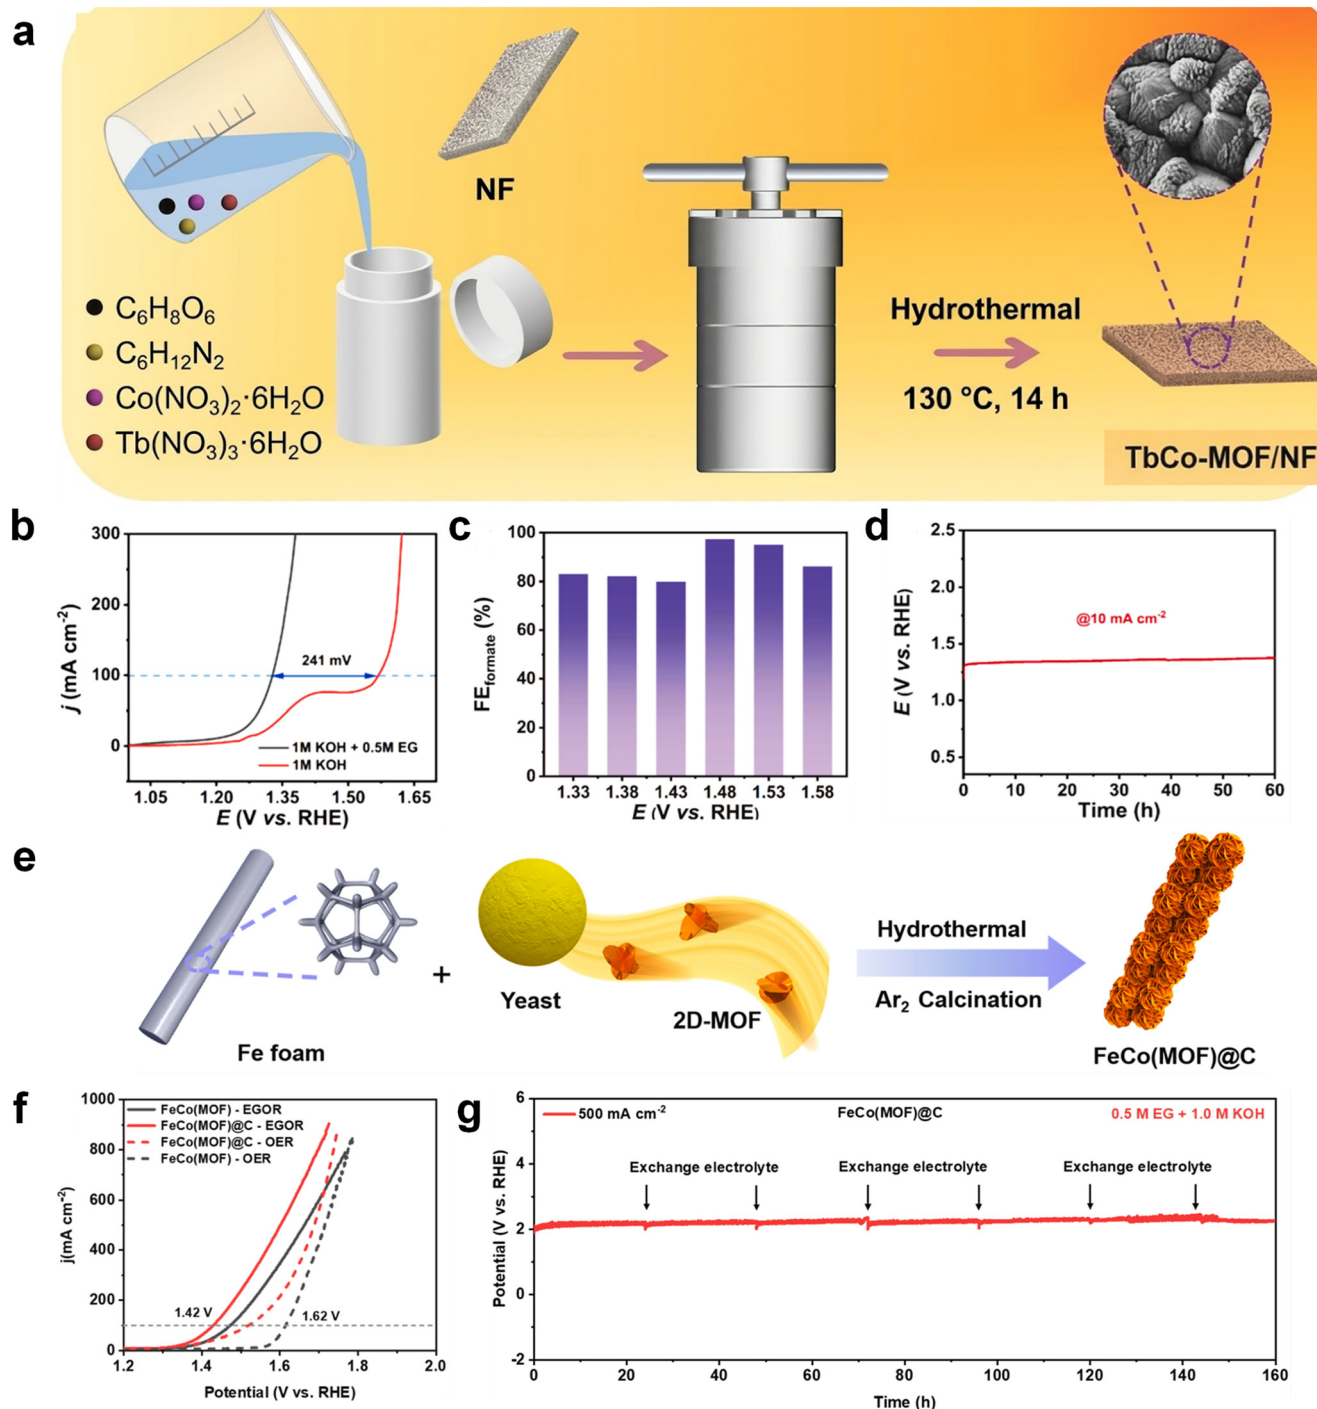 a
NF
C₆H₈O₆
C₆H₁₂N₂
Co(NO₃)₂·6H₂O
Tb(NO₃)₃·6H₂O
Hydrothermal
130 °C, 14 h
TbCo-MOF/NF
b
300
200
100
0
j (mA cm⁻²)
241 mV
1M KOH + 0.5M EG
1M KOH
1.05 1.20 1.35 1.50 1.65
E (V vs. RHE)
c
100
80
60
40
20
0
FE formate (%)
1.33 1.38 1.43 1.48 1.53 1.58
E (V vs. RHE)
d
2.5
2.0
1.5
1.0
0.5
E (V vs. RHE)
@10 mA cm⁻²
0 10 20 30 40 50 60
Time (h)
e
Fe foam
+
Yeast
2D-MOF
Hydrothermal
Ar₂ Calcination
FeCo(MOF)@C
f
1000
800
600
400
200
0
j(mA cm⁻²)
FeCo(MOF) - EGOR
FeCo(MOF)@C - EGOR
FeCo(MOF)@C - OER
FeCo(MOF) - OER
1.42 V
1.62 V
1.2 1.4 1.6 1.8 2.0
Potential (V vs. RHE)
g
6
4
2
0
-2
Potential (V vs. RHE)
500 mA cm⁻² FeCo(MOF)@C 0.5 M EG + 1.0 M KOH
Exchange electrolyte Exchange electrolyte Exchange electrolyte
0 20 40 60 80 100 120 140 160
Time (h)